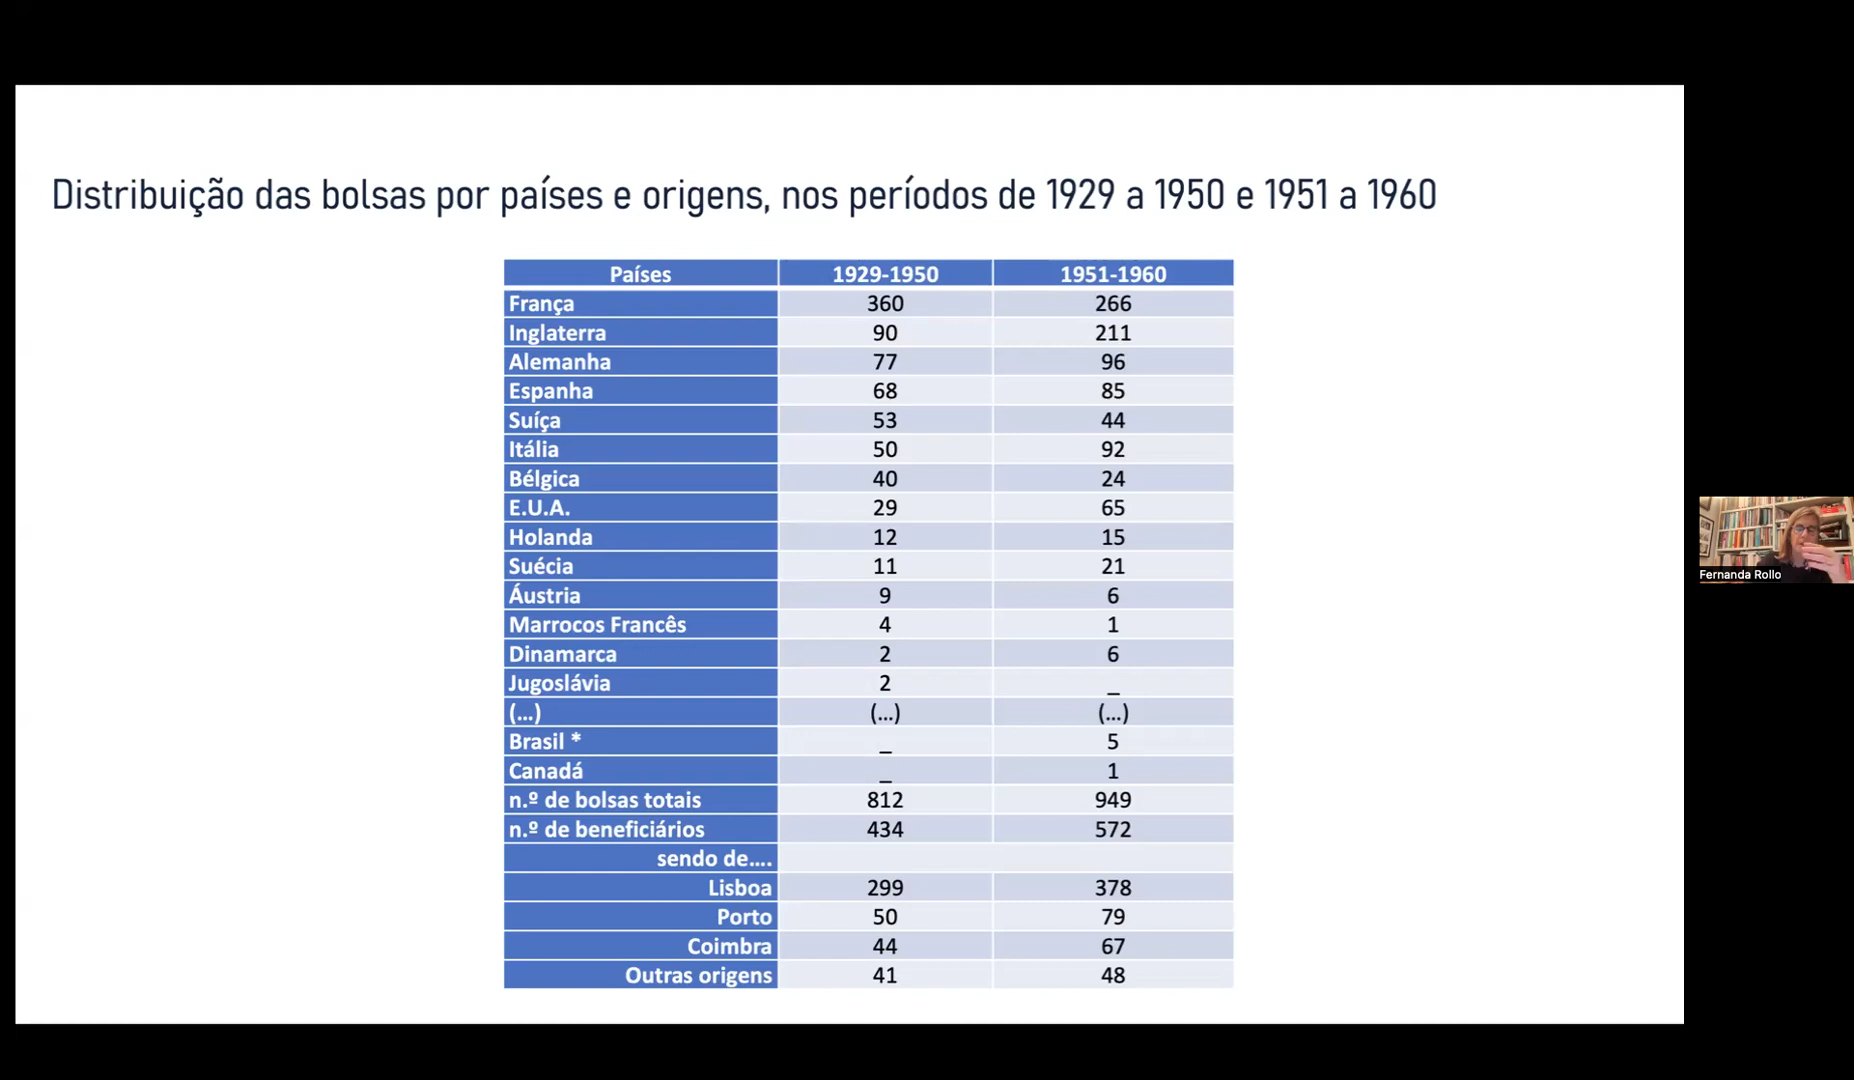 Distribuição das bolsas por países e origens, nos períodos de 1929 a 1950 e 1951 a 1960
Países 1929-1950 1951-1960
França 360 266
Inglaterra 90 211
Alemanha 77 96
Espanha 68 85
Suíça 53 44
Itália 50 92
Bélgica 40 24
E.U.A. 29 65
Holanda 12 15
Suécia 11 21
Áustria 9 6
Marrocos Francês 4 1
Dinamarca 2 6
Jugoslávia 2 _
(...) (...) (...)
Brasil * _ 5
Canadá _ 1
n.º de bolsas totais 812 949
n.º de beneficiários 434 572
sendo de....
Lisboa 299 378
Porto 50 79
Coimbra 44 67
Outras origens 41 48
Fernanda Rollo